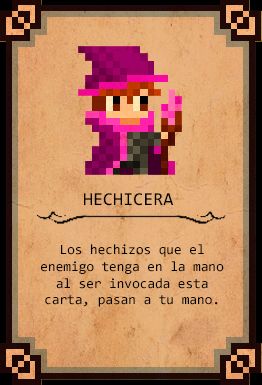 HECHICERA
Los hechizos que el
enemigo tenga en la mano
al ser invocada esta
carta, pasan a tu mano.